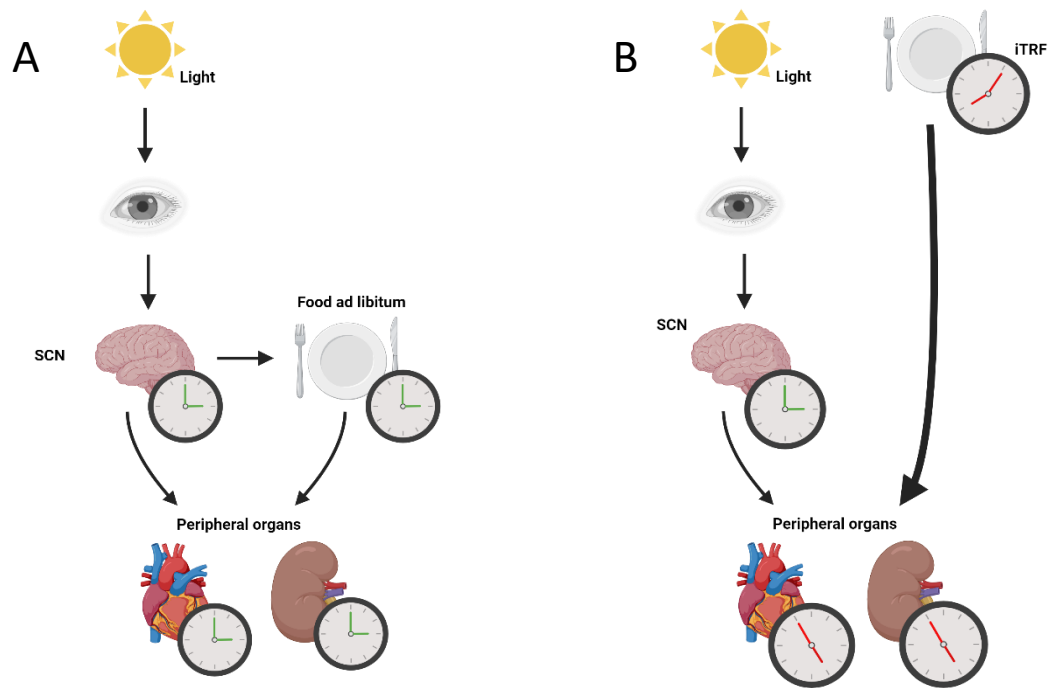 A
Light
SCN
Food ad libitum
Peripheral organs
B
Light
iTRF
SCN
Peripheral organs